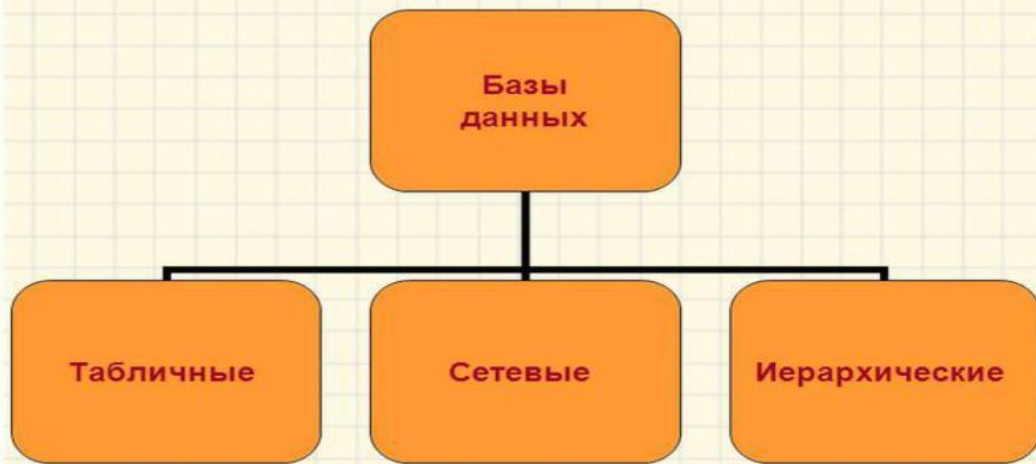 Базы
данных
Табличные
Сетевые
Иерархические